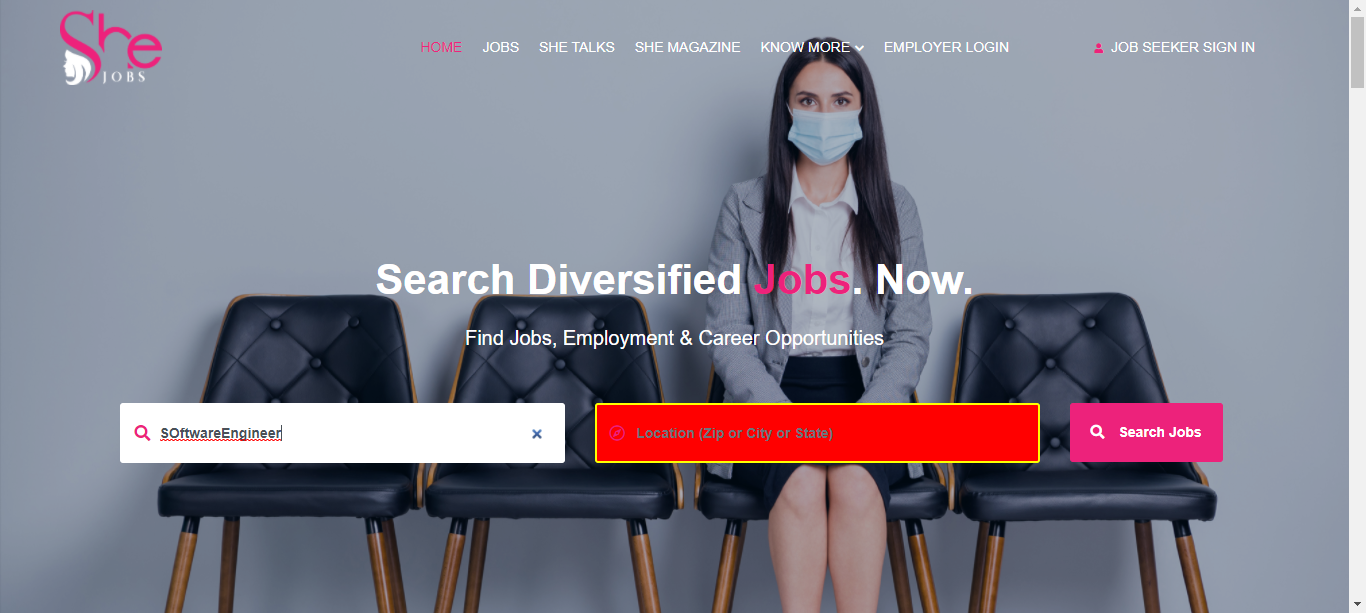 She
JOBS
HOME JOBS SHE TALKS SHE MAGAZINE KNOW MORE EMPLOYER LOGIN JOB SEEKER SIGN IN
Search Diversified Jobs. Now.
Find Jobs, Employment & Career Opportunities
SOftwareEngineer
Location (Zip or City or State)
Search Jobs